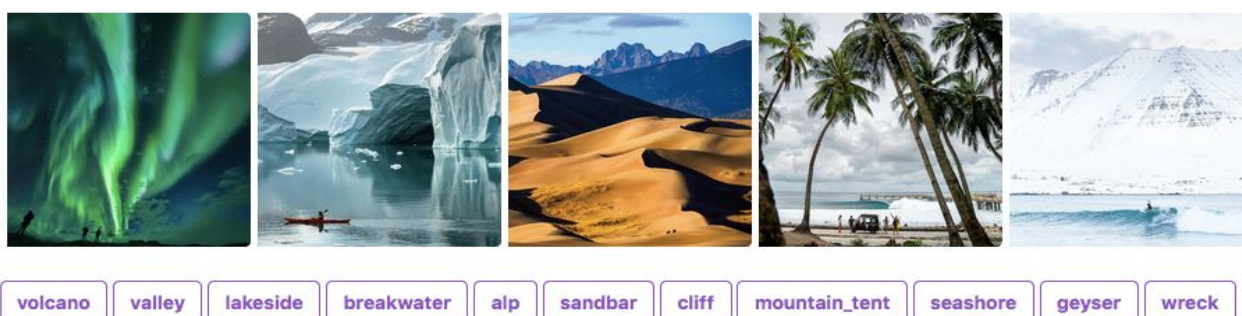 volcano valley lakeside breakwater alp sandbar cliff mountain_tent seashore geyser wreck